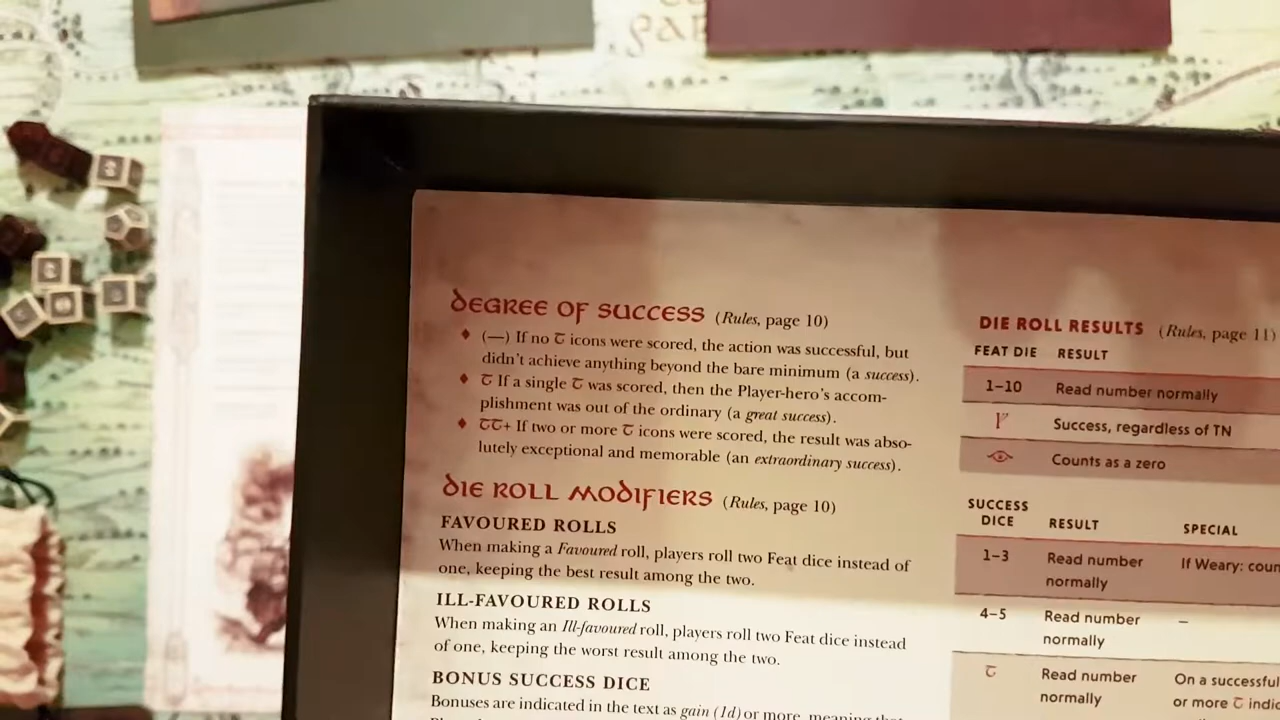 DEGREE OF SUCCESS (Rules, page 10)
(—) If no icons were scored, the action was successful, but
didn't achieve anything beyond the bare minimum (a success).
If a single was scored, then the Player-hero's accom-
plishment was out of the ordinary (a great success).
+ If two or more icons were scored, the result was abso-
lutely exceptional and memorable (an extraordinary success).
DIE ROLL MODIFIERS (Rules, page 10)
FAVOURED ROLLS
When making a Favoured roll, players roll two Feat dice instead of
one, keeping the best result among the two.
ILL-FAVOURED ROLLS
When making an Ill-favoured roll, players roll two Feat dice instead
of one, keeping the worst result among the two.
BONUS SUCCESS DICE
Bonuses are indicated in the text as gain (1d) or more, meaning that
DIE ROLL RESULTS (Rules, page 11)
FEAT DIE RESULT
1–10 Read number normally
Success, regardless of TN
Counts as a zero
SUCCESS
DICE RESULT SPECIAL
1–3 Read number If Weary: coun
normally
4–5 Read number –
normally
Read number On a successful
normally or more indic